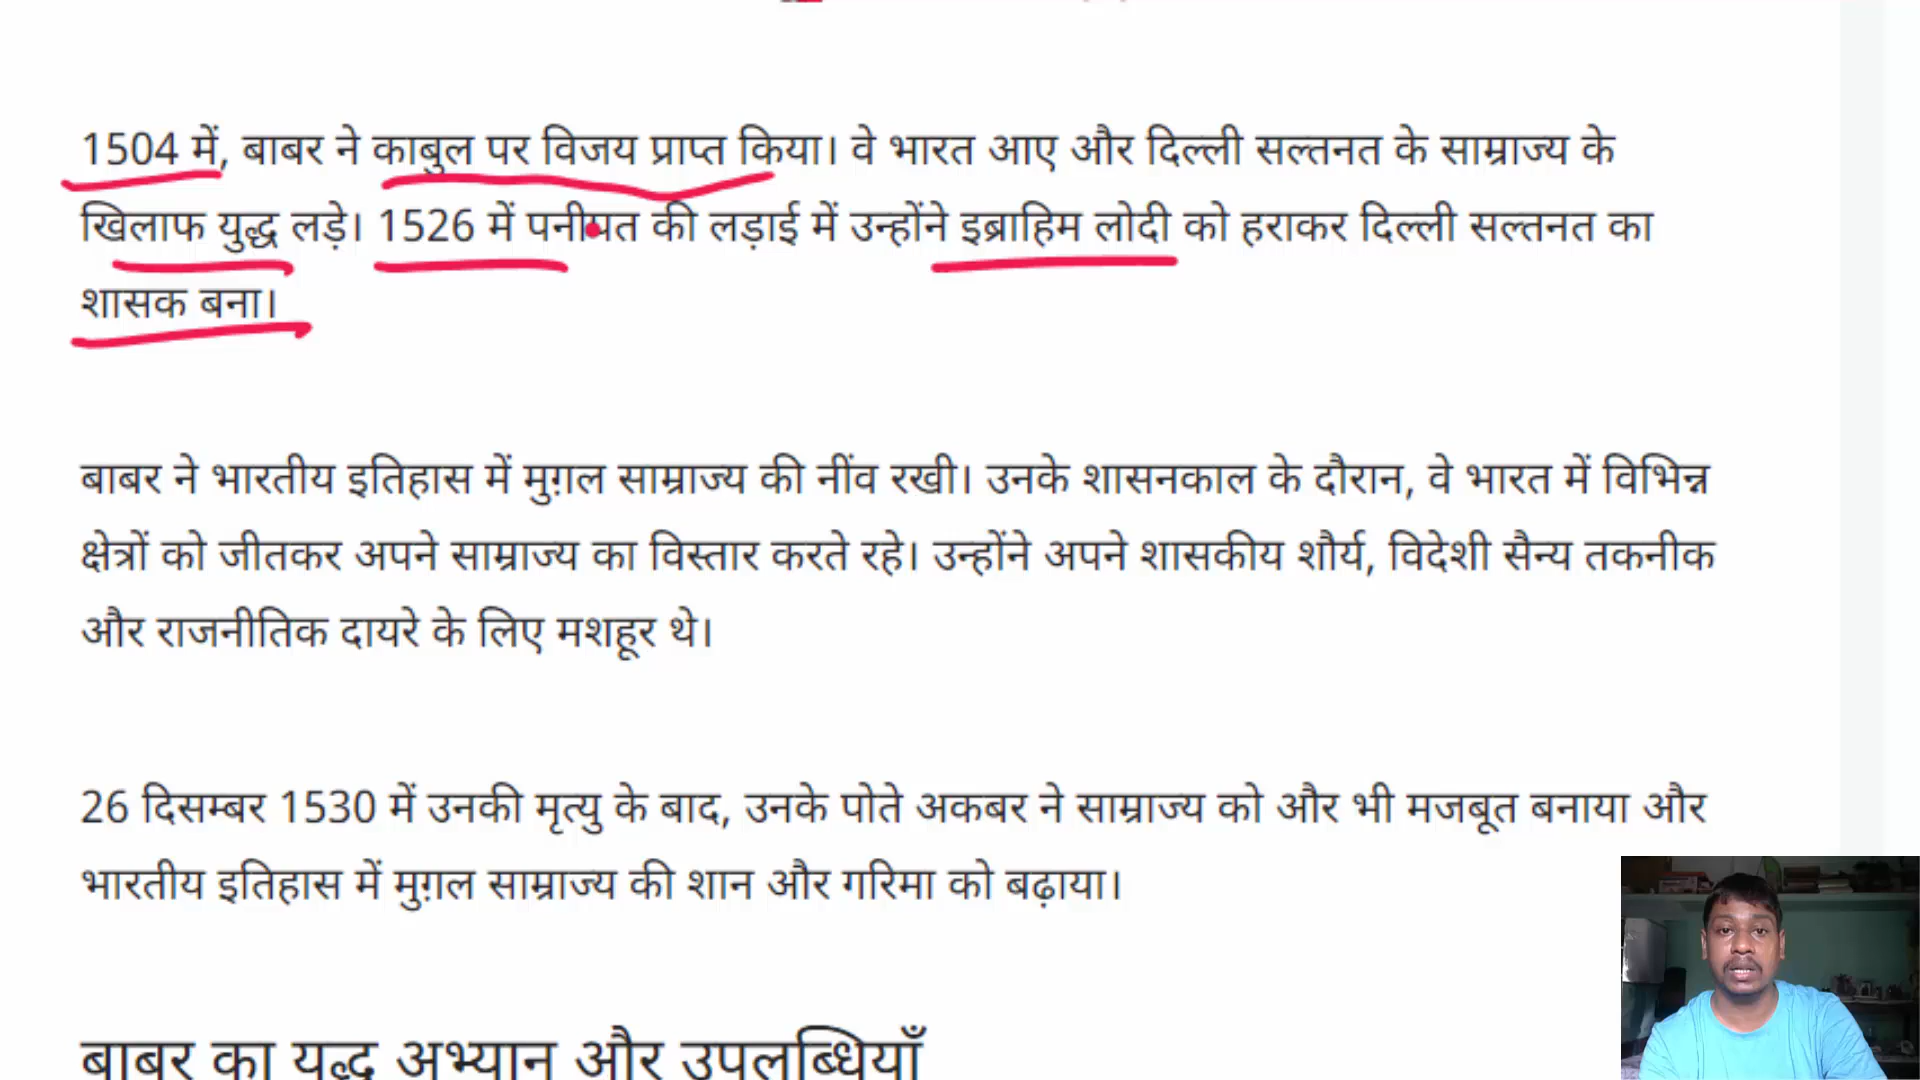 1504 में, बाबर ने काबुल पर विजय प्राप्त किया। वे भारत आए और दिल्ली सल्तनत के साम्राज्य के
खिलाफ युद्ध लड़े। 1526 में पनीपत की लड़ाई में उन्होंने इब्राहिम लोदी को हराकर दिल्ली सल्तनत का
शासक बना।
बाबर ने भारतीय इतिहास में मुग़ल साम्राज्य की नींव रखी। उनके शासनकाल के दौरान, वे भारत में विभिन्न
क्षेत्रों को जीतकर अपने साम्राज्य का विस्तार करते रहे। उन्होंने अपने शासकीय शौर्य, विदेशी सैन्य तकनीक
और राजनीतिक दायरे के लिए मशहूर थे।
26 दिसम्बर 1530 में उनकी मृत्यु के बाद, उनके पोते अकबर ने साम्राज्य को और भी मजबूत बनाया और
भारतीय इतिहास में मुग़ल साम्राज्य की शान और गरिमा को बढ़ाया।
बाबर का युद्ध अभ्यान और उपलब्धियाँ